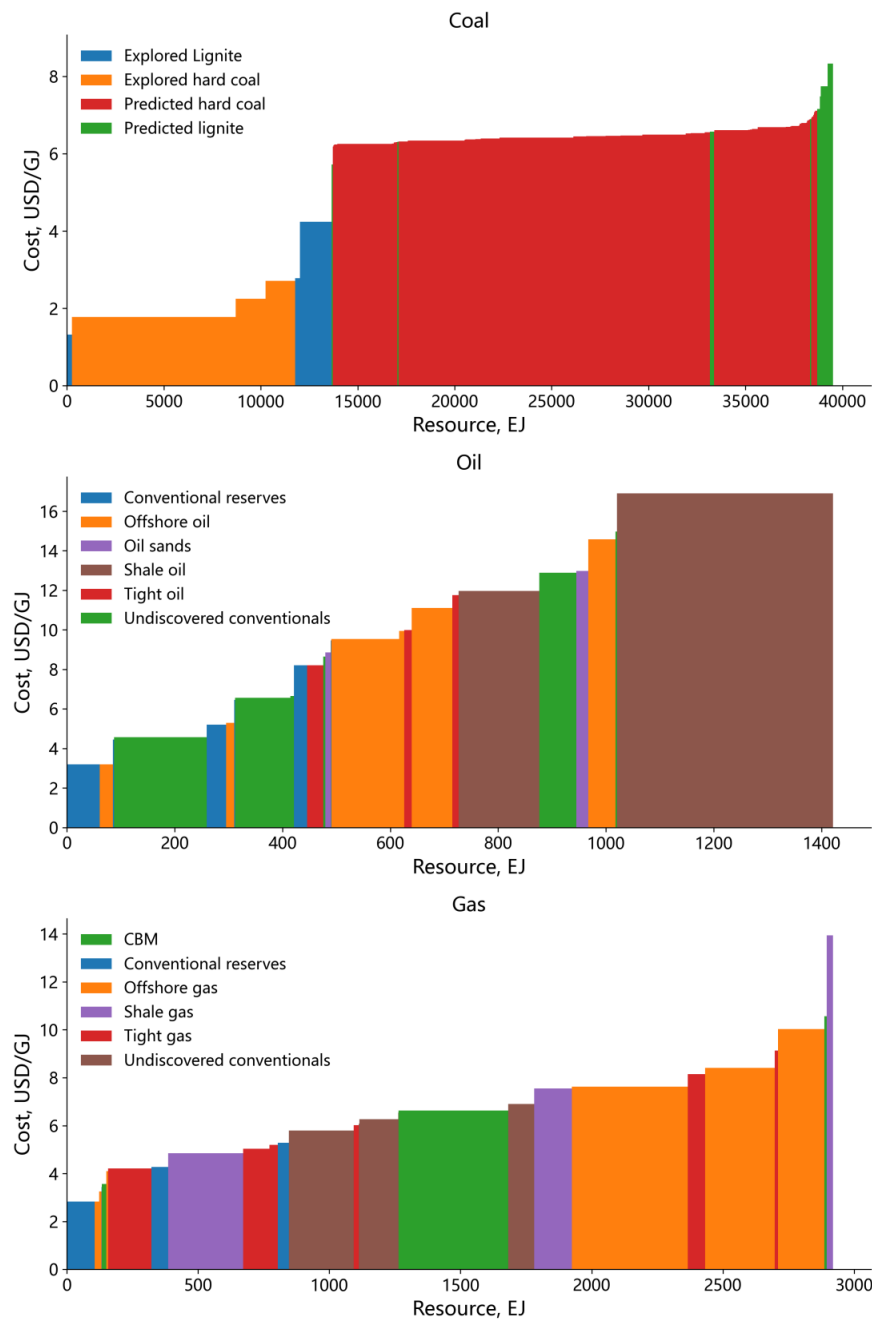 Coal
Explored Lignite
Explored hard coal
Predicted hard coal
Predicted lignite
Cost, USD/GJ
8
6
4
2
0
0 5000 10000 15000 20000 25000 30000 35000 40000
Resource, EJ
Oil
Conventional reserves
Offshore oil
Oil sands
Shale oil
Tight oil
Undiscovered conventionals
Cost, USD/GJ
16
14
12
10
8
6
4
2
0
0 200 400 600 800 1000 1200 1400
Resource, EJ
Gas
CBM
Conventional reserves
Offshore gas
Shale gas
Tight gas
Undiscovered conventionals
Cost, USD/GJ
14
12
10
8
6
4
2
0
0 500 1000 1500 2000 2500 3000
Resource, EJ